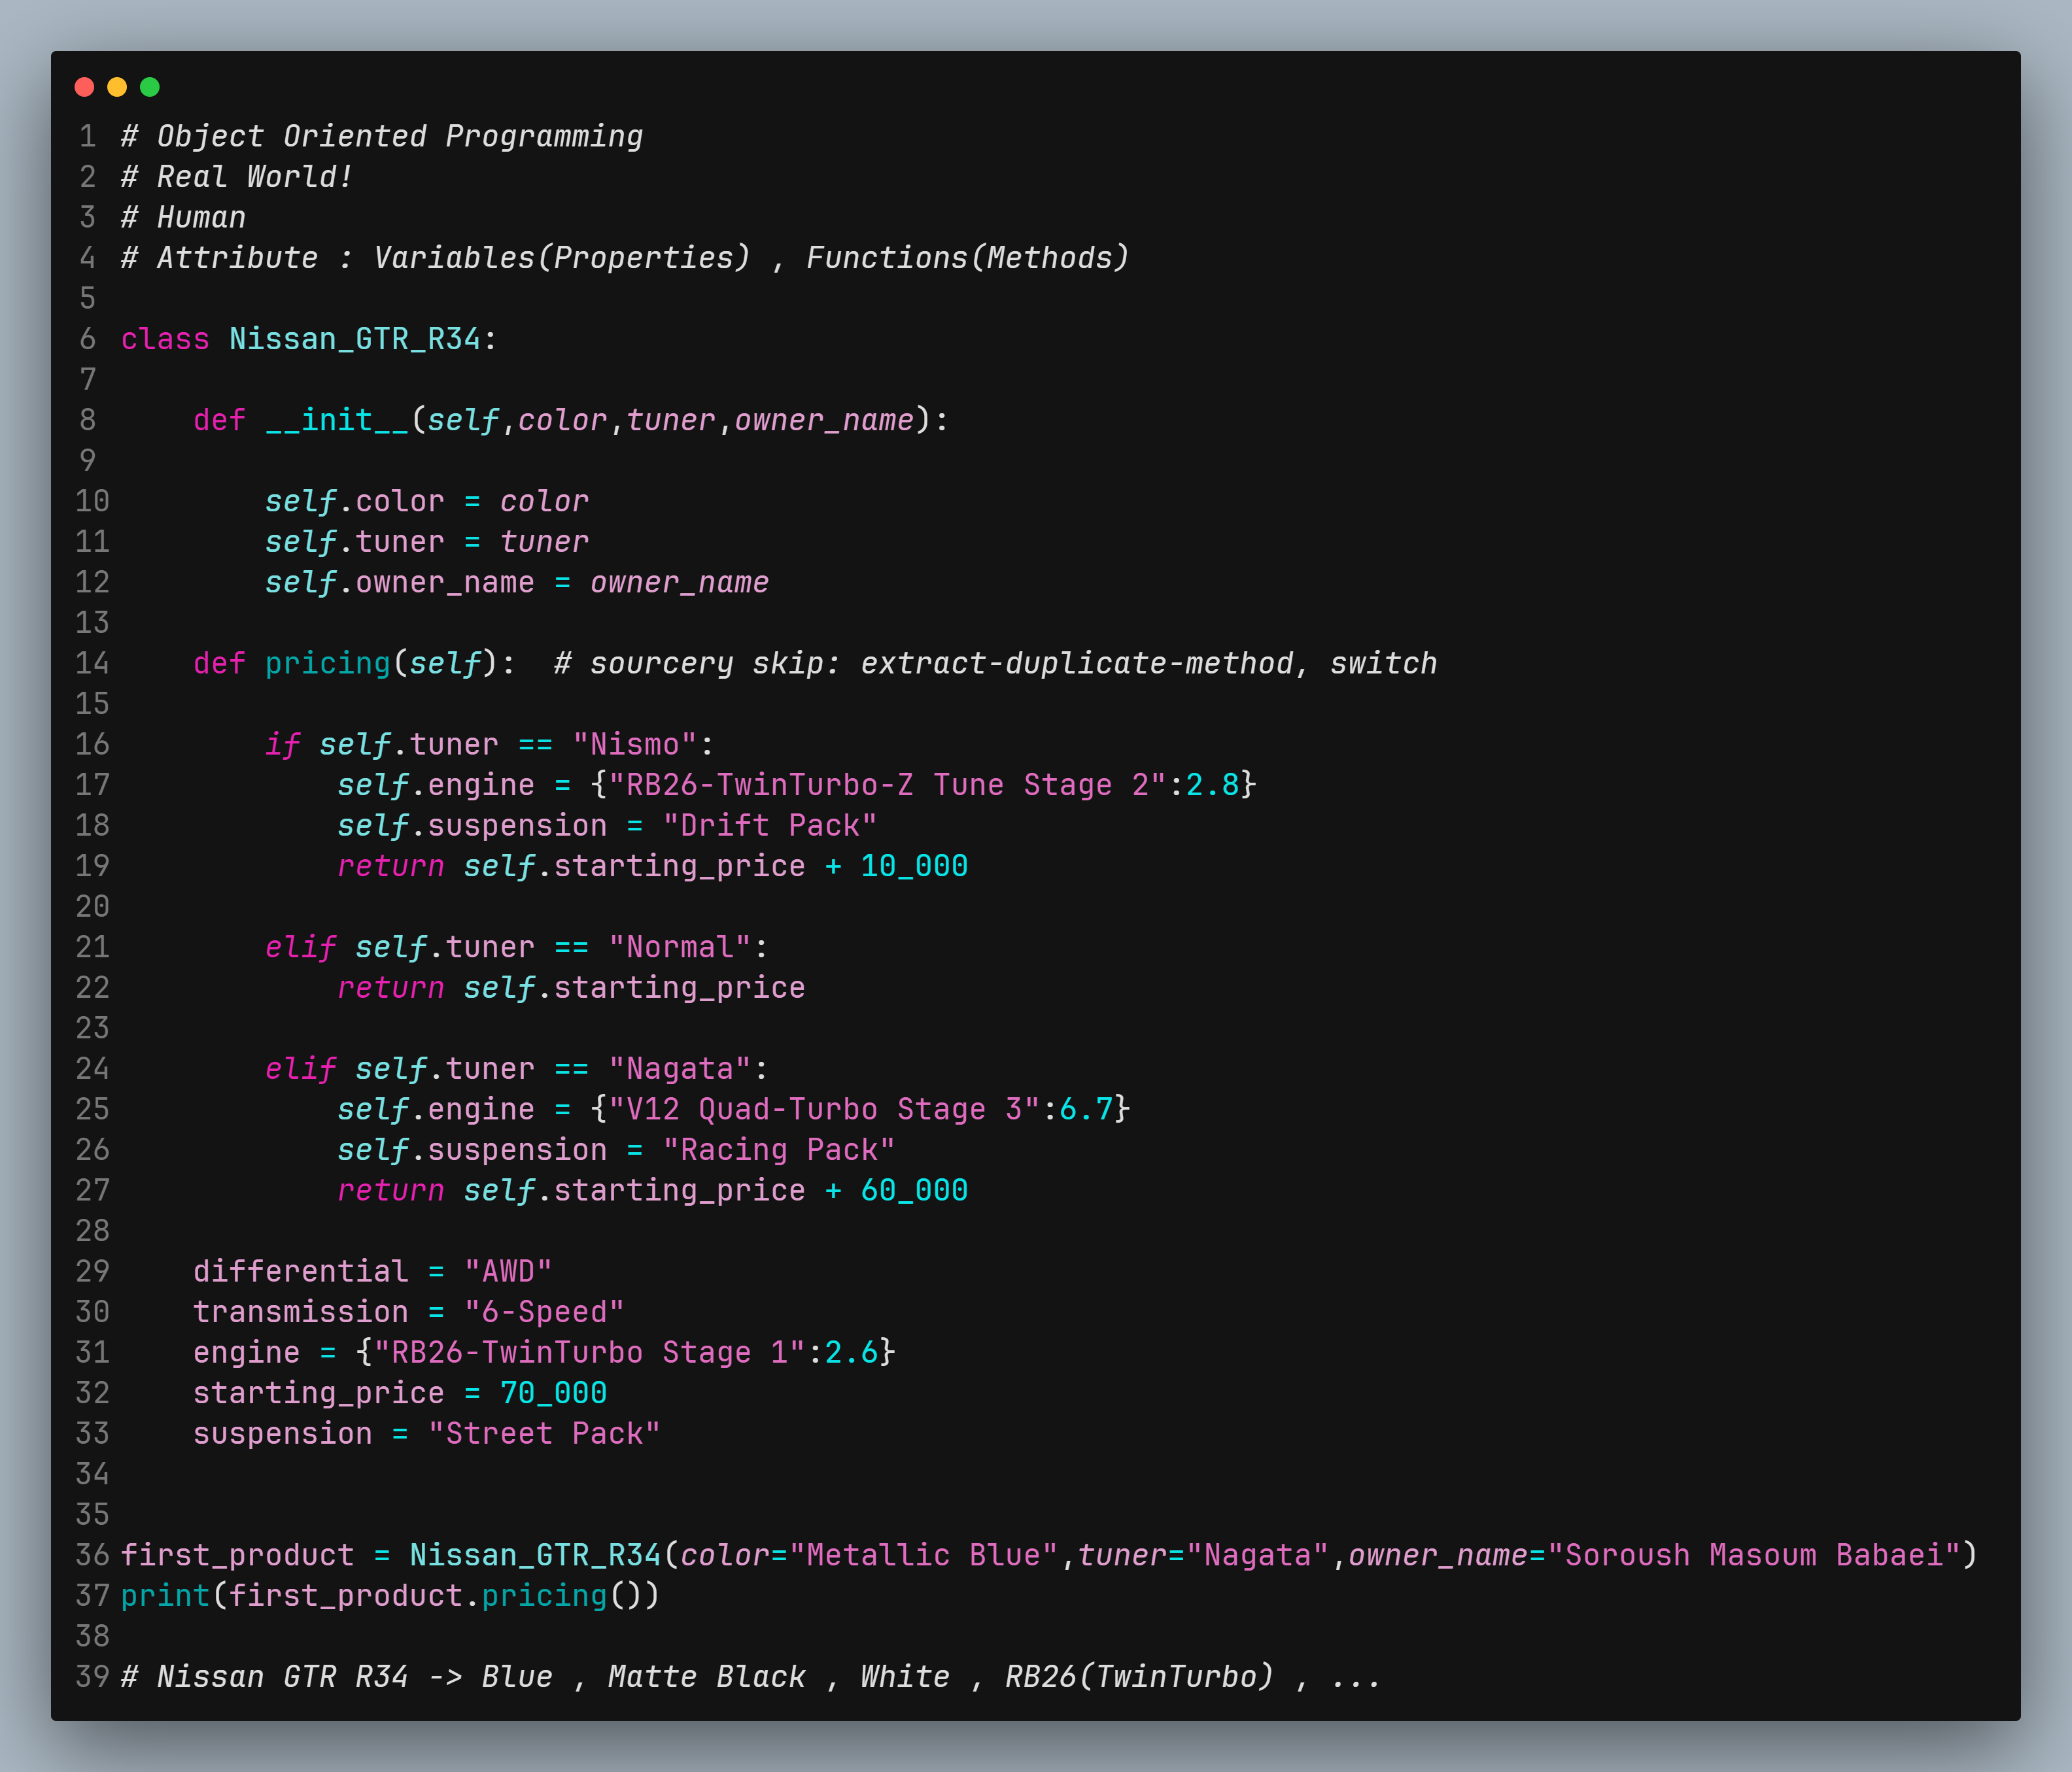 1 # Object Oriented Programming
2 # Real World!
3 # Human
4 # Attribute : Variables(Properties) , Functions(Methods)
5
6 class Nissan_GTR_R34:
7
8     def __init__(self,color,tuner,owner_name):
9
10         self.color = color
11         self.tuner = tuner
12         self.owner_name = owner_name
13
14     def pricing(self):  # sourcery skip: extract-duplicate-method, switch
15
16         if self.tuner == "Nismo":
17             self.engine = {"RB26-TwinTurbo-Z Tune Stage 2":2.8}
18             self.suspension = "Drift Pack"
19             return self.starting_price + 10_000
20
21         elif self.tuner == "Normal":
22             return self.starting_price
23
24         elif self.tuner == "Nagata":
25             self.engine = {"V12 Quad-Turbo Stage 3":6.7}
26             self.suspension = "Racing Pack"
27             return self.starting_price + 60_000
28
29     differential = "AWD"
30     transmission = "6-Speed"
31     engine = {"RB26-TwinTurbo Stage 1":2.6}
32     starting_price = 70_000
33     suspension = "Street Pack"
34
35
36 first_product = Nissan_GTR_R34(color="Metallic Blue",tuner="Nagata",owner_name="Soroush Masoum Babaei")
37 print(first_product.pricing())
38
39 # Nissan GTR R34 -> Blue , Matte Black , White , RB26(TwinTurbo) , ...